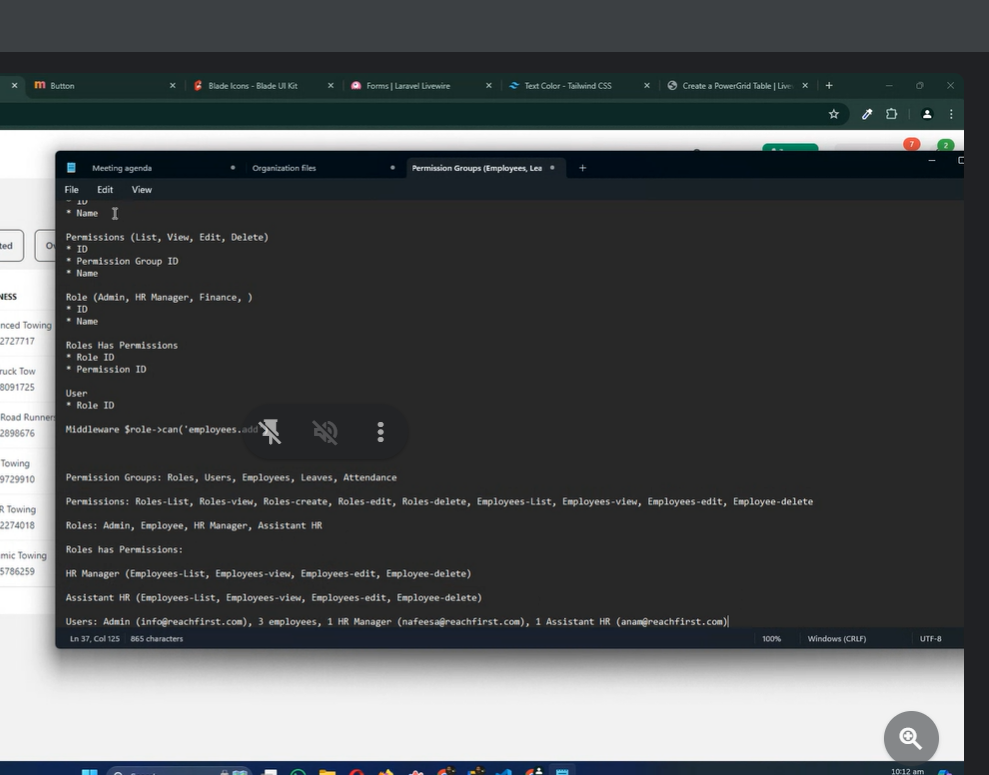 Button
Blade Icons - Blade UI Kit
Forms | Laravel Livewire
Text Color - Tailwind CSS
Create a PowerGrid Table | Live
7
2
Meeting agenda
Organization files
Permission Groups (Employees, Lea
File Edit View
* ID
* Name
Permissions (List, View, Edit, Delete)
* ID
* Permission Group ID
* Name
Role (Admin, HR Manager, Finance, )
* ID
* Name
Roles Has Permissions
* Role ID
* Permission ID
User
* Role ID
Middleware $role->can('employees.add
Permission Groups: Roles, Users, Employees, Leaves, Attendance
Permissions: Roles-List, Roles-view, Roles-create, Roles-edit, Roles-delete, Employees-List, Employees-view, Employees-edit, Employee-delete
Roles: Admin, Employee, HR Manager, Assistant HR
Roles has Permissions:
HR Manager (Employees-List, Employees-view, Employees-edit, Employee-delete)
Assistant HR (Employees-List, Employees-view, Employees-edit, Employee-delete)
Users: Admin (info@reachfirst.com), 3 employees, 1 HR Manager (nafeesa@reachfirst.com), 1 Assistant HR (anam@reachfirst.com)
Ln 37, Col 125 865 characters 100% Windows (CRLF) UTF-8
ted
NESS
nced Towing
2727717
ruck Tow
8091725
Road Runner
2898676
Towing
9729910
R Towing
2274018
mic Towing
5786259
10:12 am